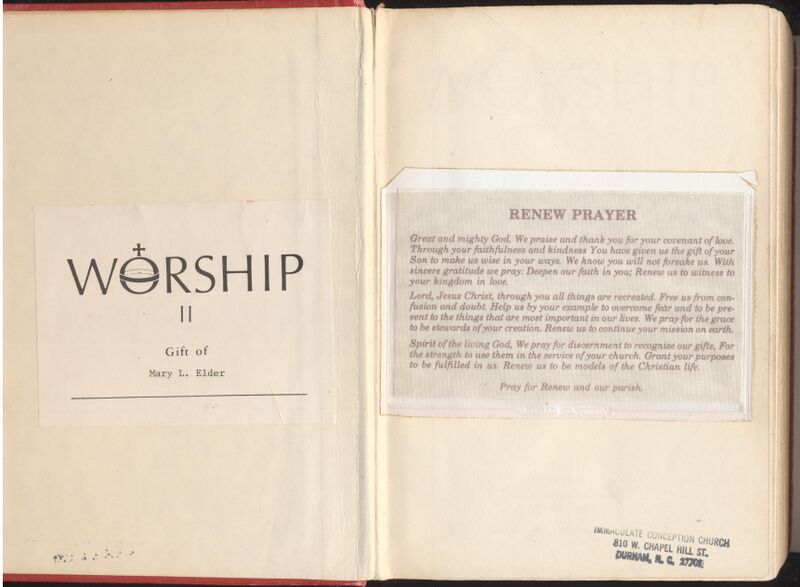 WORSHIP
II
Gift of
Mary L. Elder
RENEW PRAYER
Great and mighty God, We praise and thank you for your covenant of love.
Through your faithfulness and kindness You have given us the gift of your
Son to make us wise in your ways. We know you will not forsake us. With
sincere gratitude we pray: Deepen our faith in you; Renew us to witness to
your kingdom in love.
Lord, Jesus Christ, through you all things are recreated. Free us from con-
fusion and doubt. Help us by your example to overcome fear and to be pre-
sent to the things that are most important in our lives. We pray for the grace
to be stewards of your creation. Renew us to continue your mission on earth.
Spirit of the living God, We pray for discernment to recognize our gifts, For
the strength to use them in the service of your church. Grant your purposes
to be fulfilled in us. Renew us to be models of the Christian life.
Pray for Renew and our parish.
IMMACULATE CONCEPTION CHURCH
810 W. CHAPEL HILL ST.
DURHAM, N. C. 27701